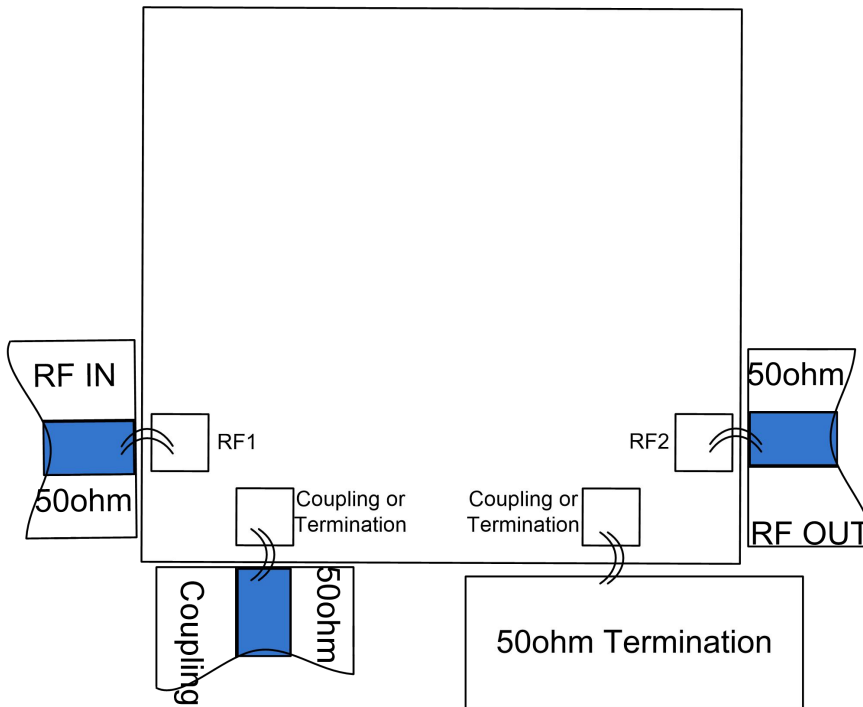 RF IN
50ohm
RF1
RF2
50ohm
RF OUT
Coupling or
Termination
Coupling or
Termination
Coupling
50ohm
50ohm Termination